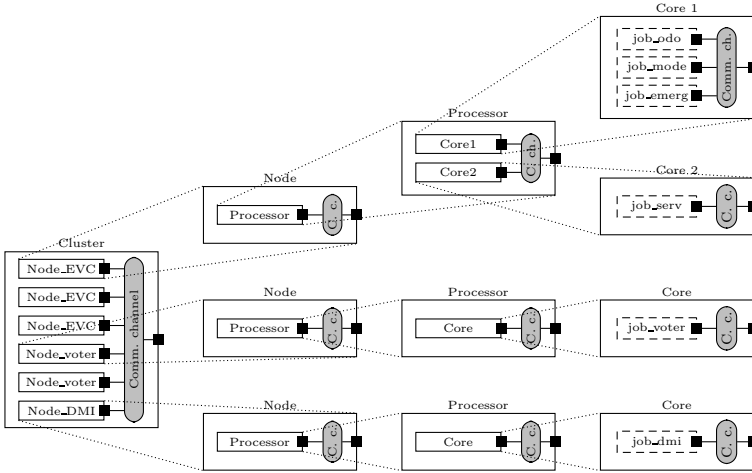 Core 1
job_odo
job_mode
job_emerg
Comm. ch.
Processor
Core1
Core2
C. ch.
Core 2
job_serv
C. c.
Node
Processor
C. c.
Cluster
Node_EVC
Node_EVC
Node_EVC
Node_voter
Node_voter
Node_DMI
Comm. channel
Node
Processor
C. c.
Processor
Core
C. c.
Core
job_voter
C. c.
Node
Processor
C. c.
Processor
Core
C. c.
Core
job_dmi
C. c.